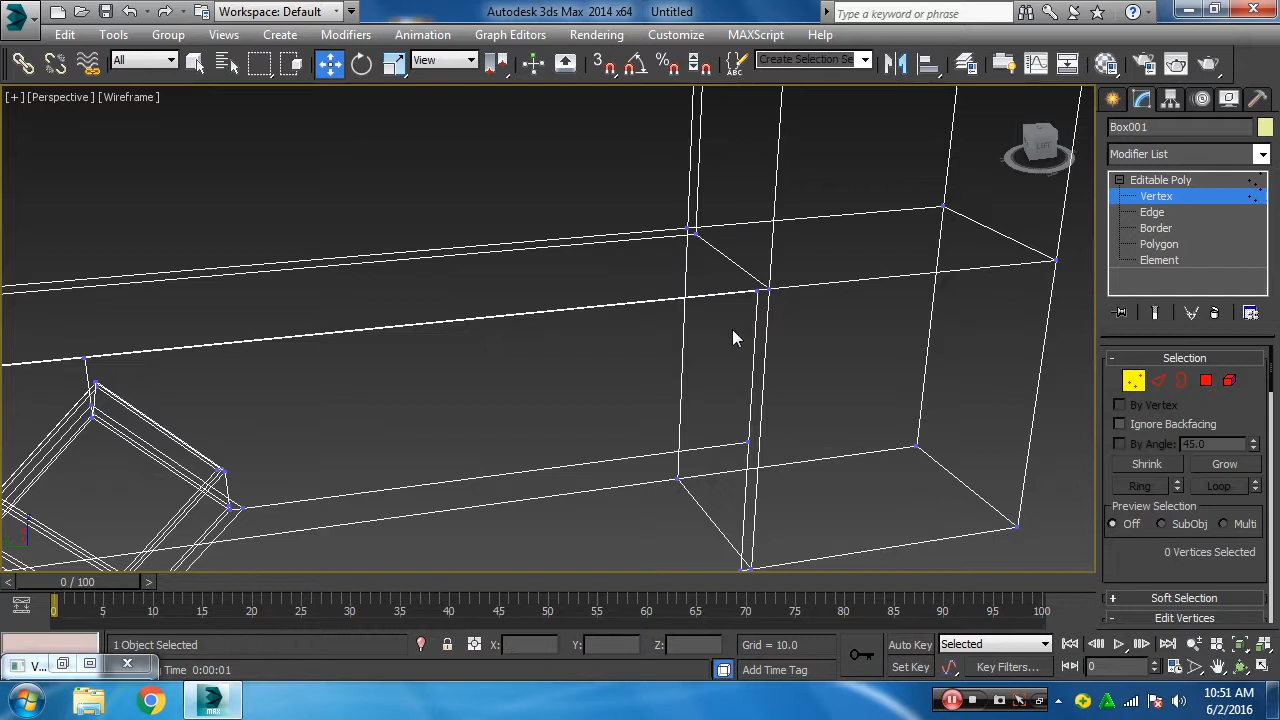 Workspace: Default
Autodesk 3ds Max 2014 x64 Untitled
Type a keyword or phrase
Edit Tools Group Views Create Modifiers Animation Graph Editors Rendering Customize MAXScript Help
All
View
Create Selection Se
[+] [Perspective] [Wireframe]
LEFT
Box001
Modifier List
Editable Poly
Vertex
Edge
Border
Polygon
Element
Selection
By Vertex
Ignore Backfacing
By Angle: 45.0
Shrink Grow
Ring Loop
Preview Selection
Off SubObj Multi
0 Vertices Selected
Soft Selection
Edit Vertices
0 / 100
0 5 10 15 20 25 30 35 40 45 50 55 60 65 70 75 80 85 90 95 100
1 Object Selected X: Y: Z: Grid = 10.0 Auto Key Selected
V... Time 0:00:01 Add Time Tag Set Key Key Filters... 0
MAX
10:51 AM
6/2/2016